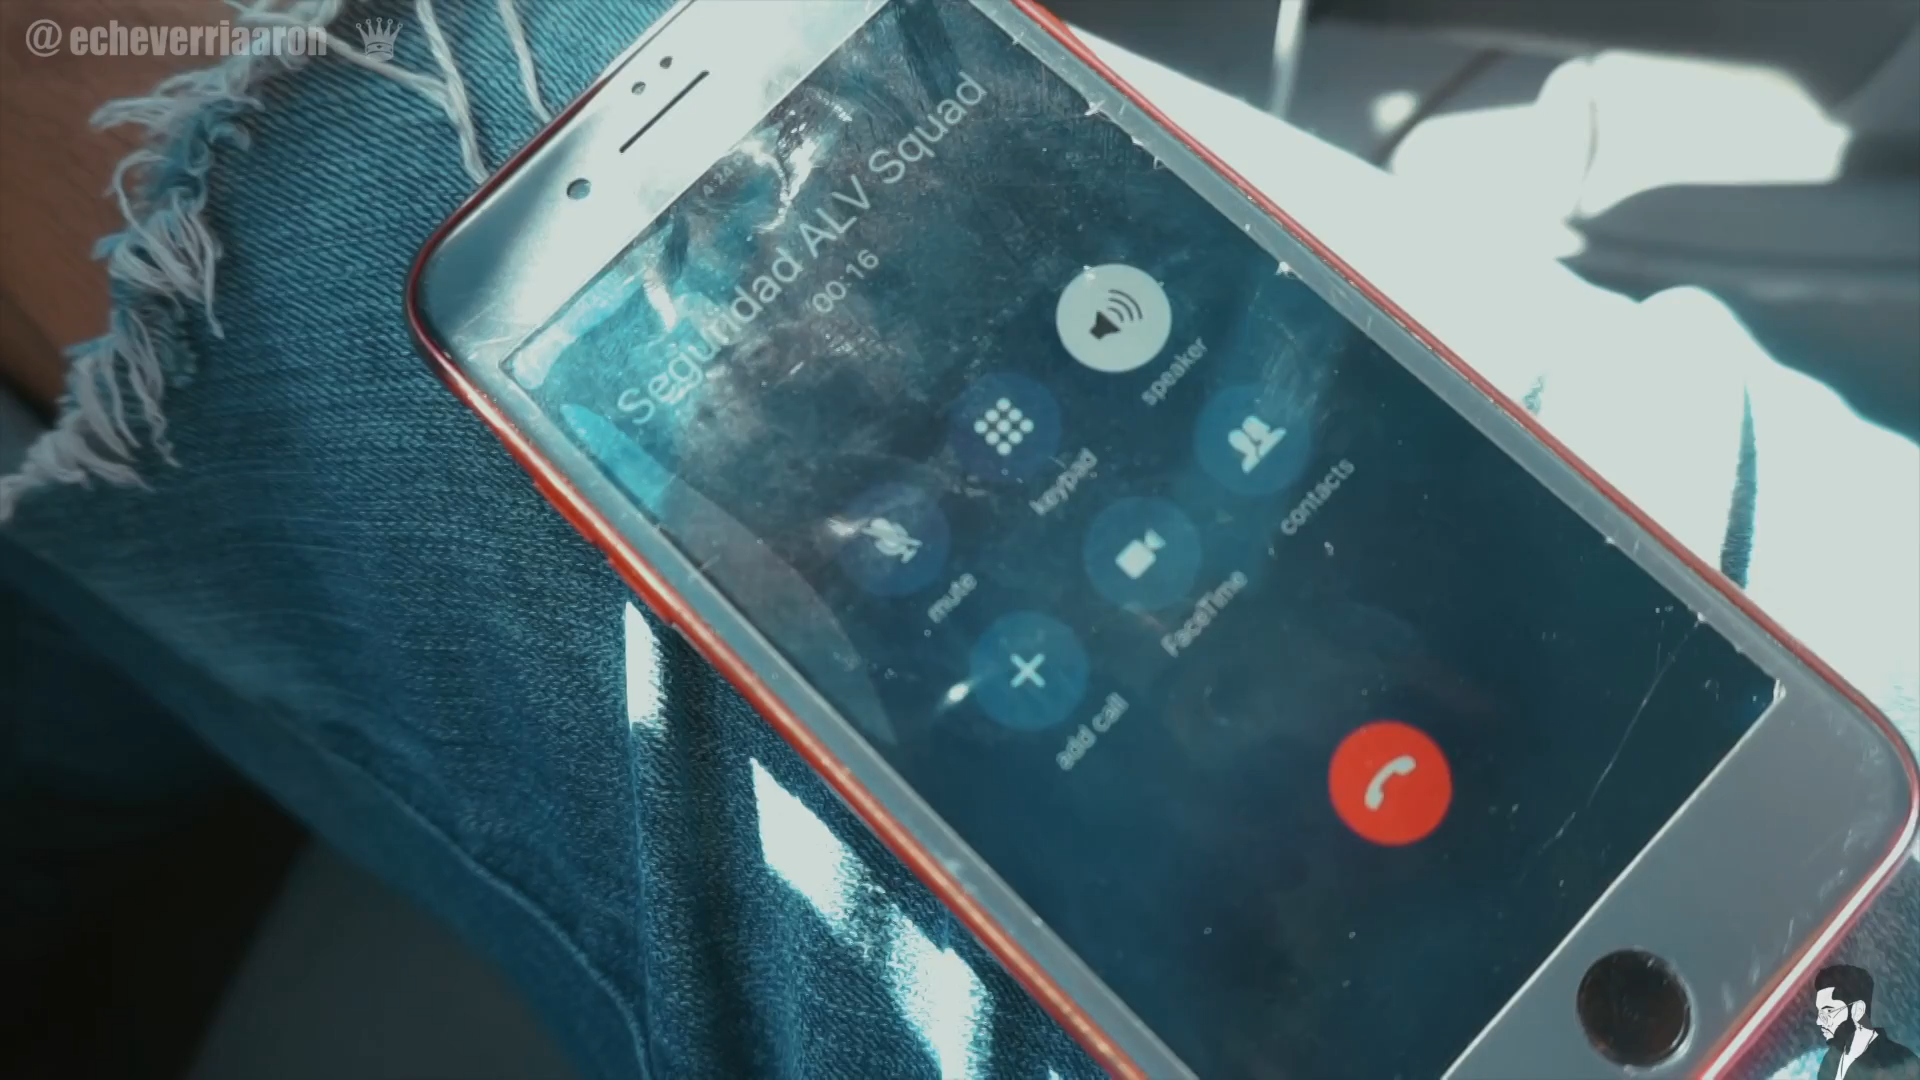 @echeverriaaron
Seguridad ALV Squad
00:16
mute
keypad
speaker
add call
FaceTime
contacts